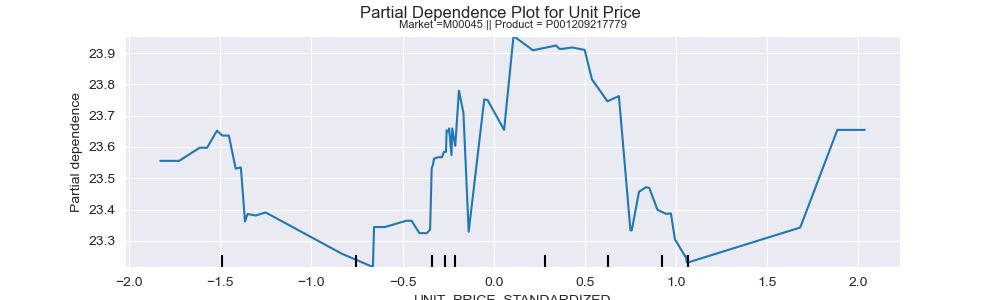 Partial Dependence Plot for Unit Price
Market =M00045 || Product = P001209217779
Partial dependence
23.9
23.8
23.7
23.6
23.5
23.4
23.3
−2.0 −1.5 −1.0 −0.5 0.0 0.5 1.0 1.5 2.0
UNIT_PRICE_STANDARDIZED